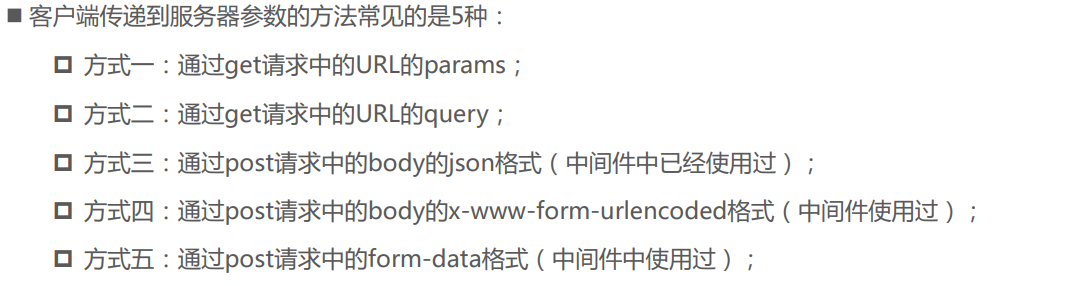 客户端传递到服务器参数的方法常见的是5种：
方式一：通过get请求中的URL的params；
方式二：通过get请求中的URL的query；
方式三：通过post请求中的body的json格式（中间件中已经使用过）；
方式四：通过post请求中的body的x-www-form-urlencoded格式（中间件使用过）；
方式五：通过post请求中的form-data格式（中间件中使用过）；